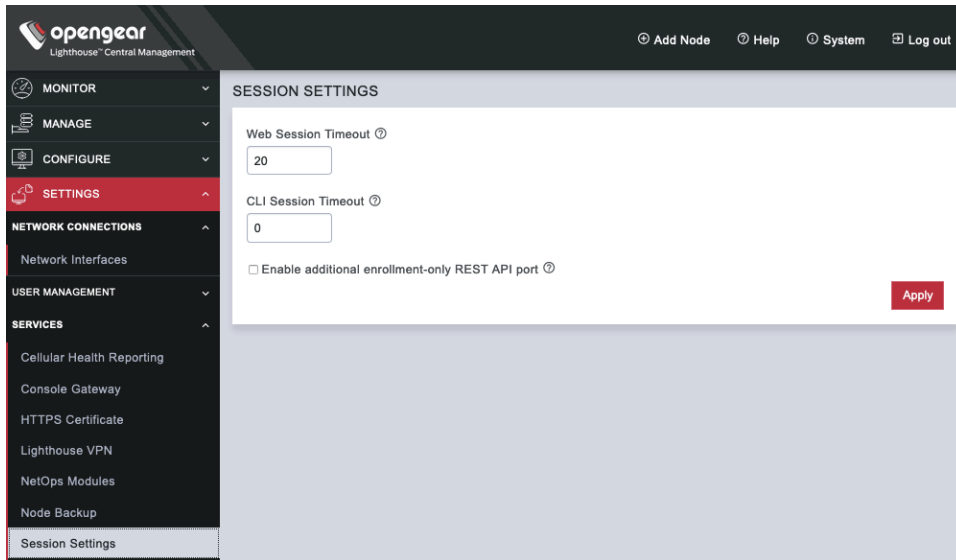 opengear
Lighthouse™ Central Management
Add Node
Help
System
Log out
MONITOR
MANAGE
CONFIGURE
SETTINGS
NETWORK CONNECTIONS
Network Interfaces
USER MANAGEMENT
SERVICES
Cellular Health Reporting
Console Gateway
HTTPS Certificate
Lighthouse VPN
NetOps Modules
Node Backup
Session Settings
SESSION SETTINGS
Web Session Timeout
20
CLI Session Timeout
0
Enable additional enrollment-only REST API port
Apply